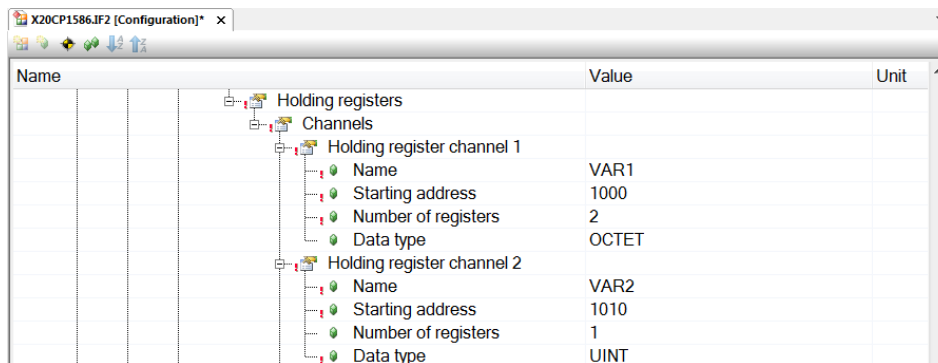 X20CP1586.IF2 [Configuration]* x
Name Value Unit
Holding registers
Channels
Holding register channel 1
Name VAR1
Starting address 1000
Number of registers 2
Data type OCTET
Holding register channel 2
Name VAR2
Starting address 1010
Number of registers 1
Data type UINT